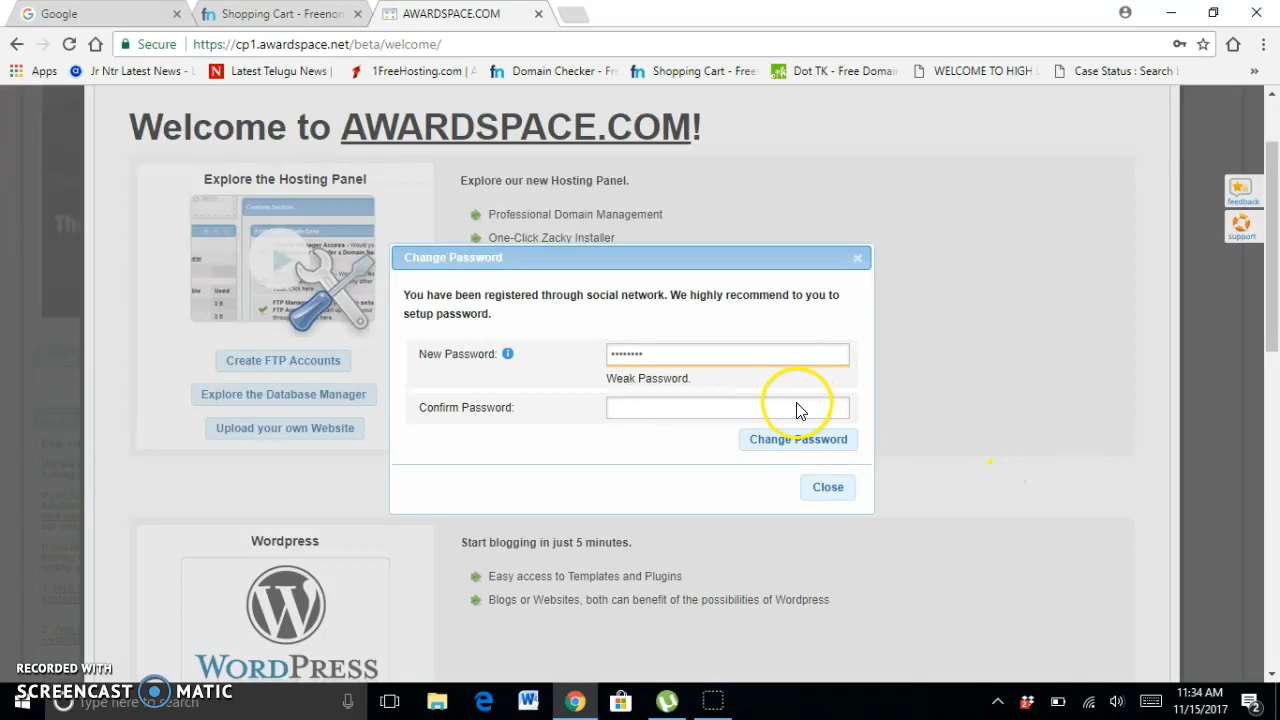 Google
Shopping Cart - Freenom
AWARDSPACE.COM
Secure
https://cp1.awardspace.net/beta/welcome/
Apps
Jr Ntr Latest News -
Latest Telugu News |
1FreeHosting.com |
Domain Checker - Fr
Shopping Cart - Free
Dot TK - Free Domai
WELCOME TO HIGH
Case Status : Search
Welcome to AWARDSPACE.COM!
Explore the Hosting Panel
Explore our new Hosting Panel.
Professional Domain Management
One-Click Zacky Installer
feedback
support
Change Password
You have been registered through social network. We highly recommend to you to
setup password.
New Password:
••••••••
Weak Password.
Confirm Password:
Change Password
Close
Create FTP Accounts
Explore the Database Manager
Upload your own Website
Wordpress
Start blogging in just 5 minutes.
Easy access to Templates and Plugins
Blogs or Websites, both can benefit of the possibilities of Wordpress
WORDPRESS
RECORDED WITH
SCREENCAST MATIC
Type here to search
11:34 AM
11/15/2017
2